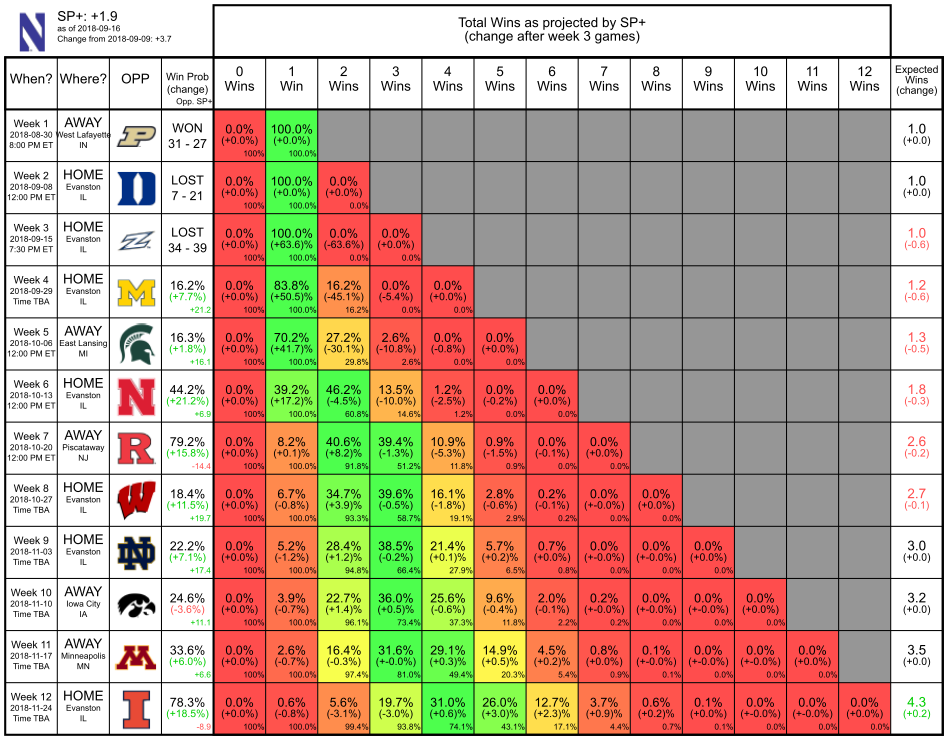 SP+: +1.9
as of 2018-09-16
Change from 2018-09-09: +3.7
Total Wins as projected by SP+
(change after week 3 games)
When? Where? OPP Win Prob (change) Opp. SP+ 0 Wins 1 Win 2 Wins 3 Wins 4 Wins 5 Wins 6 Wins 7 Wins 8 Wins 9 Wins 10 Wins 11 Wins 12 Wins Expected Wins (change)
Week 1 AWAY WON 0.0% 100.0% 1.0
2018-08-30 West Lafayette 31 - 27 (+0.0%) (+0.0%) (+0.0)
8:00 PM ET IN 100% 100.0%
Week 2 HOME LOST 0.0% 100.0% 0.0% 1.0
2018-09-08 Evanston 7 - 21 (+0.0%) (+0.0%) (+0.0%) (+0.0)
12:00 PM ET IL 100% 100.0% 0.0%
Week 3 HOME LOST 0.0% 100.0% 0.0% 0.0% 1.0
2018-09-15 Evanston 34 - 39 (+0.0%) (+63.6)% (-63.6%) (+0.0%) (-0.6)
7:30 PM ET IL 100% 100.0% 0.0% 0.0%
Week 4 HOME 16.2% 0.0% 83.8% 16.2% 0.0% 0.0% 1.2
2018-09-29 Evanston (+7.7%) (+0.0%) (+50.5)% (-45.1%) (-5.4%) (+0.0%) (-0.6)
Time TBA IL +21.2 100% 100.0% 16.2% 0.0% 0.0%
Week 5 AWAY 16.3% 0.0% 70.2% 27.2% 2.6% 0.0% 0.0% 1.3
2018-10-06 East Lansing (+1.8%) (+0.0%) (+41.7)% (-30.1%) (-10.8%) (-0.8%) (+0.0%) (-0.5)
12:00 PM ET MI +16.1 100% 100.0% 29.8% 2.6% 0.0% 0.0%
Week 6 HOME 44.2% 0.0% 39.2% 46.2% 13.5% 1.2% 0.0% 0.0% 1.8
2018-10-13 Evanston (+21.2%) (+0.0%) (+17.2)% (-4.5%) (-10.0%) (-2.5%) (-0.2%) (+0.0%) (-0.3)
12:00 PM ET IL +6.9 100% 100.0% 60.8% 14.6% 1.2% 0.0% 0.0%
Week 7 AWAY 79.2% 0.0% 8.2% 40.6% 39.4% 10.9% 0.9% 0.0% 0.0% 2.6
2018-10-20 Piscataway (+15.8%) (+0.0%) (+0.1)% (+8.2)% (-1.3%) (-5.3%) (-1.5%) (-0.1%) (+0.0%) (-0.2)
12:00 PM ET NJ -14.4 100% 100.0% 91.8% 51.2% 11.8% 0.9% 0.0% 0.0%
Week 8 HOME 18.4% 0.0% 6.7% 34.7% 39.6% 16.1% 2.8% 0.2% 0.0% 0.0% 2.7
2018-10-27 Evanston (+11.5%) (+0.0%) (-0.8%) (+3.9)% (-0.5%) (-1.8%) (-0.6%) (-0.1%) (+-0.0%) (+0.0%) (-0.1)
Time TBA IL +19.7 100% 100.0% 93.3% 58.7% 19.1% 2.9% 0.2% 0.0% 0.0%
Week 9 HOME 22.2% 0.0% 5.2% 28.4% 38.5% 21.4% 5.7% 0.7% 0.0% 0.0% 0.0% 3.0
2018-11-03 Evanston (+7.1%) (+0.0%) (-1.2%) (+1.2)% (-0.2%) (+0.1)% (+0.2)% (+0.0%) (+-0.0%) (+-0.0%) (+0.0%) (+0.0)
Time TBA IL +17.4 100% 100.0% 94.8% 66.4% 27.9% 6.5% 0.8% 0.0% 0.0% 0.0%
Week 10 AWAY 24.6% 0.0% 3.9% 22.7% 36.0% 25.6% 9.6% 2.0% 0.2% 0.0% 0.0% 0.0% 3.2
2018-11-10 Iowa City (-3.6%) (+0.0%) (-0.7%) (+1.4)% (+0.5)% (-0.6%) (-0.4%) (-0.1%) (+-0.0%) (+-0.0%) (+-0.0%) (+0.0%) (+0.0)
Time TBA IA +11.1 100% 100.0% 96.1% 73.4% 37.3% 11.8% 2.2% 0.2% 0.0% 0.0% 0.0%
Week 11 AWAY 33.6% 0.0% 2.6% 16.4% 31.6% 29.1% 14.9% 4.5% 0.8% 0.1% 0.0% 0.0% 0.0% 3.5
2018-11-17 Minneapolis (+6.0%) (+0.0%) (-0.7%) (-0.3%) (+-0.0%) (+0.3)% (+0.5)% (+0.2)% (+0.0%) (+-0.0%) (+-0.0%) (+-0.0%) (+0.0%) (+0.0)
Time TBA MN +6.6 100% 100.0% 97.4% 81.0% 49.4% 20.3% 5.4% 0.9% 0.1% 0.0% 0.0% 0.0%
Week 12 HOME 78.3% 0.0% 0.6% 5.6% 19.7% 31.0% 26.0% 12.7% 3.7% 0.6% 0.1% 0.0% 0.0% 0.0% 4.3
2018-11-24 Evanston (+18.5%) (+0.0%) (-0.8%) (-3.1%) (-3.0%) (+0.6)% (+3.0)% (+2.3)% (+0.9)% (+0.2)% (+0.0%) (+-0.0%) (+-0.0%) (+0.0%) (+0.2)
Time TBA IL -8.9 100% 100.0% 99.4% 93.8% 74.1% 43.1% 17.1% 4.4% 0.7% 0.1% 0.0% 0.0% 0.0%